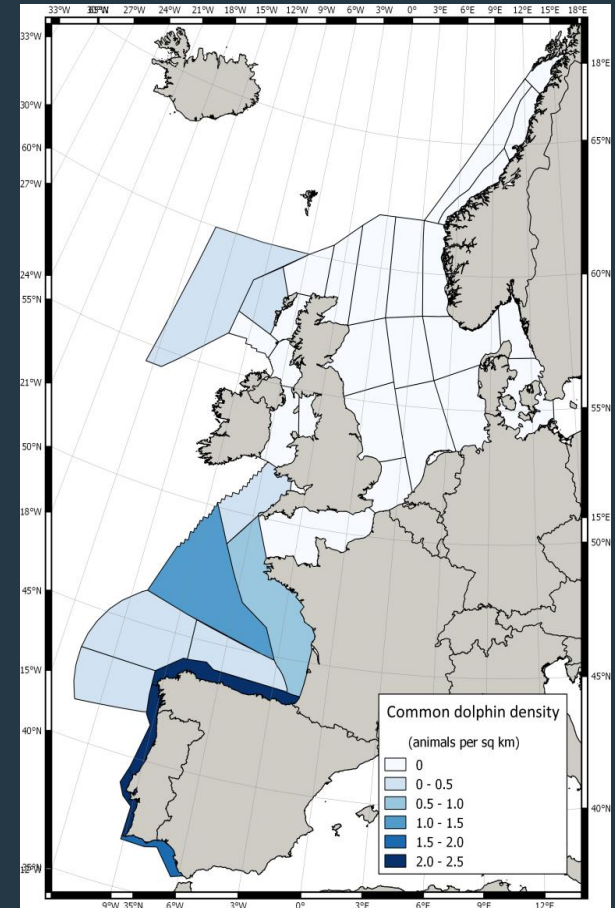 33°W 27°W 24°W 21°W 18°W 15°W 12°W 9°W 6°W 3°W 0° 3°E 6°E 9°E 12°E 15°E 18°E
33°W
18°E
30°W
65°N
60°N
27°W
24°W
60°N
55°N
21°W
55°N
50°N
18°W
15°E
50°N
45°N
15°W
45°N
40°N
Common dolphin density
(animals per sq km)
0
0 - 0.5
0.5 - 1.0
1.0 - 1.5
1.5 - 2.0
2.0 - 2.5
40°N
9°W 35°N 6°W 3°W 0° 3°E 6°E 9°E 12°E